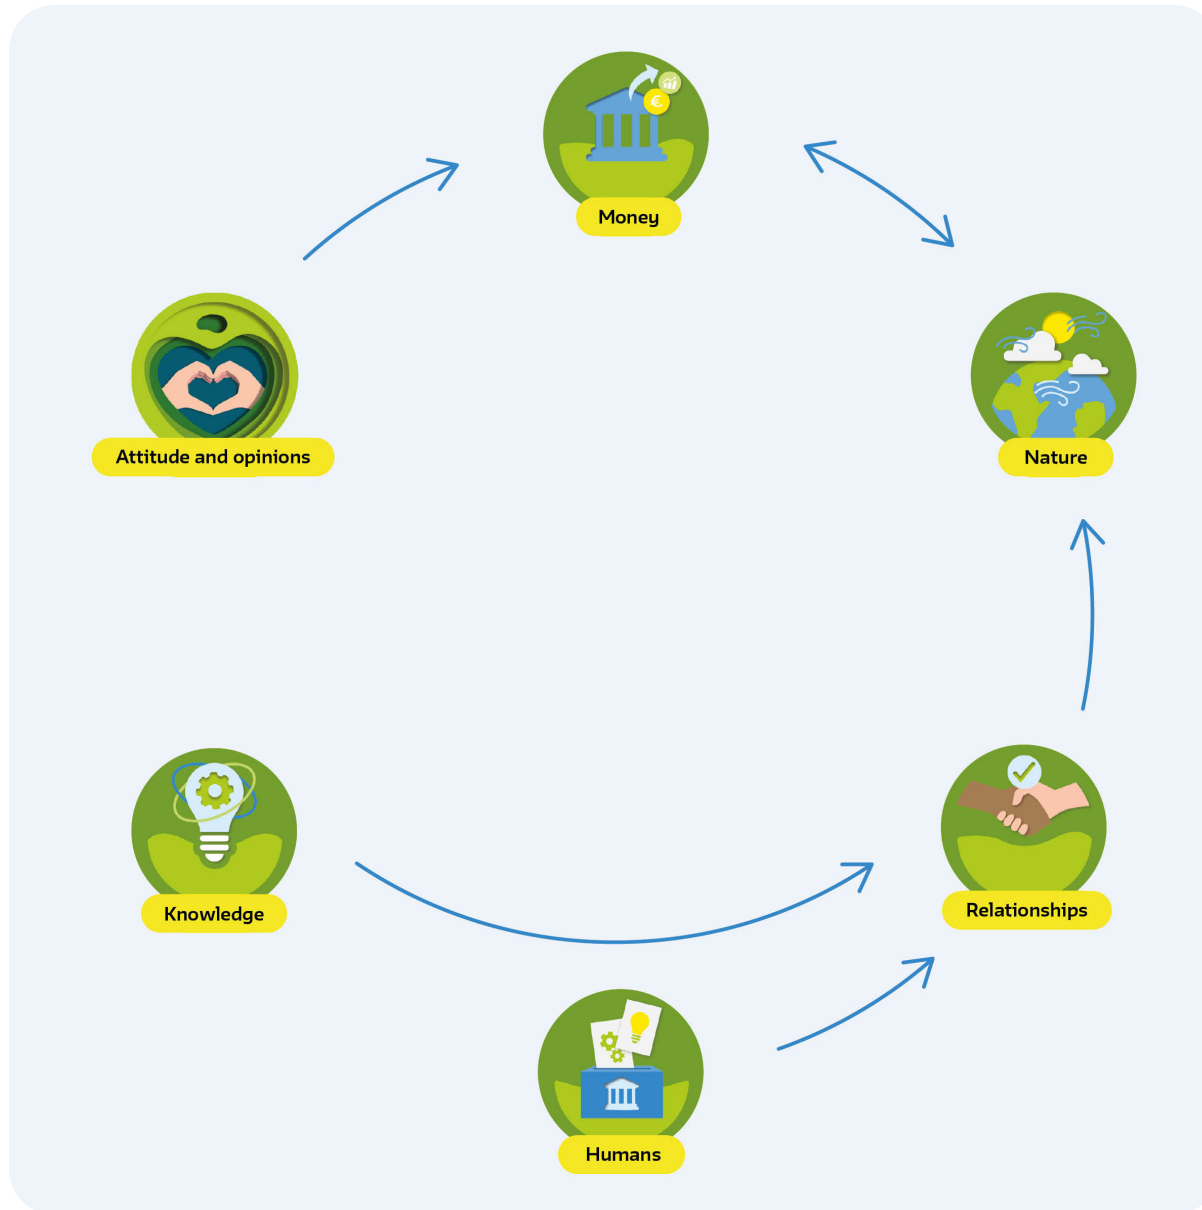 €
Money
Attitude and opinions
Nature
Knowledge
Relationships
Humans